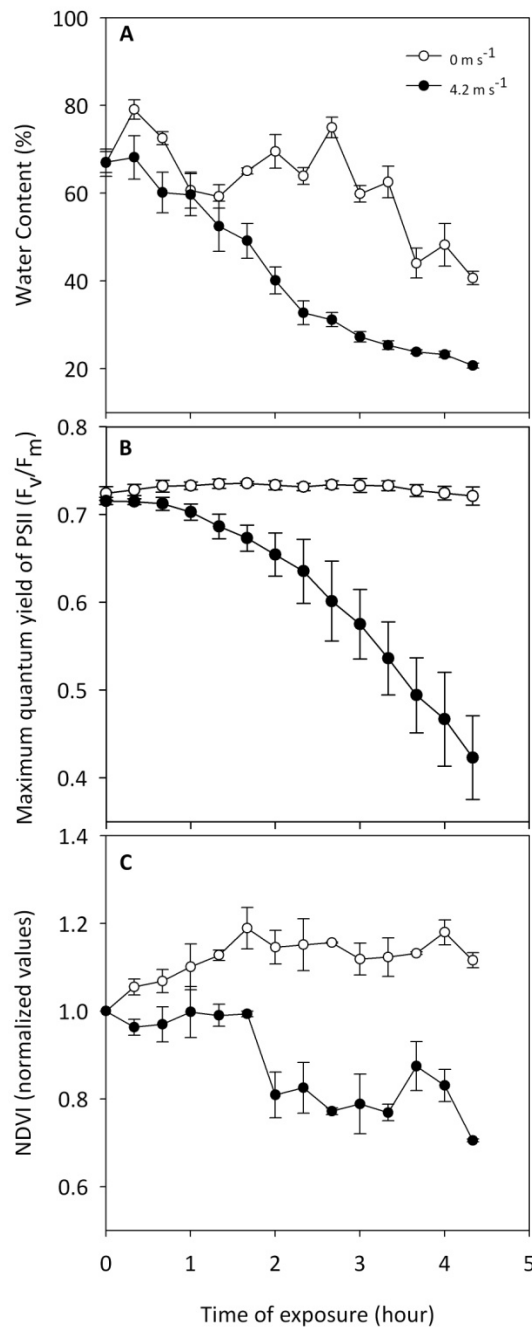 100
A
0 m s⁻¹
4.2 m s⁻¹
80
60
40
20
Water Content (%)
0.8
B
0.7
0.6
0.5
0.4
Maximum quantum yield of PSII (Fᵥ/Fₘ)
1.4
C
1.2
1.0
0.8
0.6
NDVI (normalized values)
0 1 2 3 4 5
Time of exposure (hour)